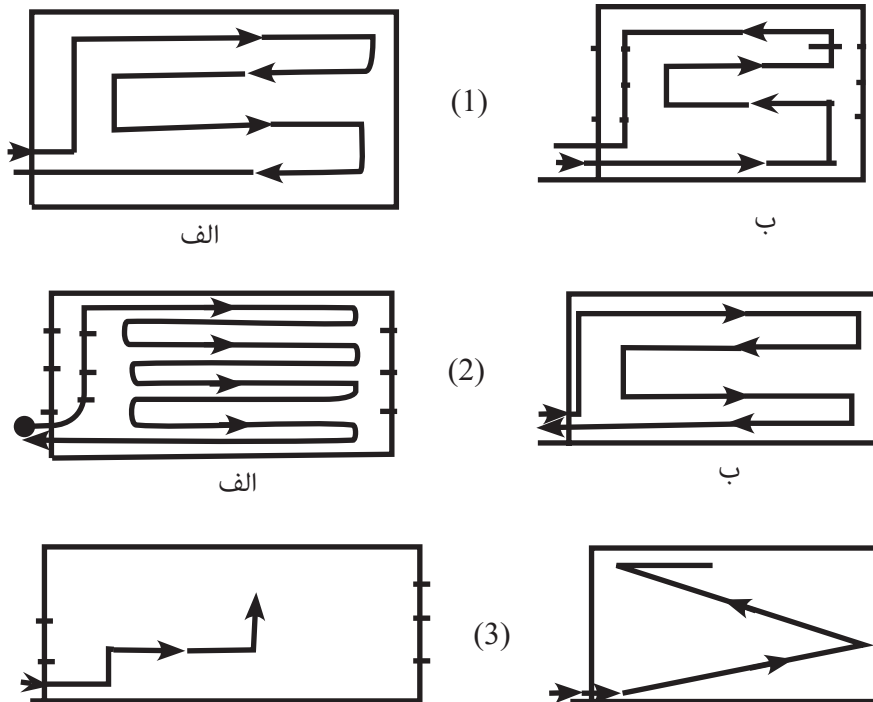 (1)
الف
ب
(2)
الف
ب
(3)